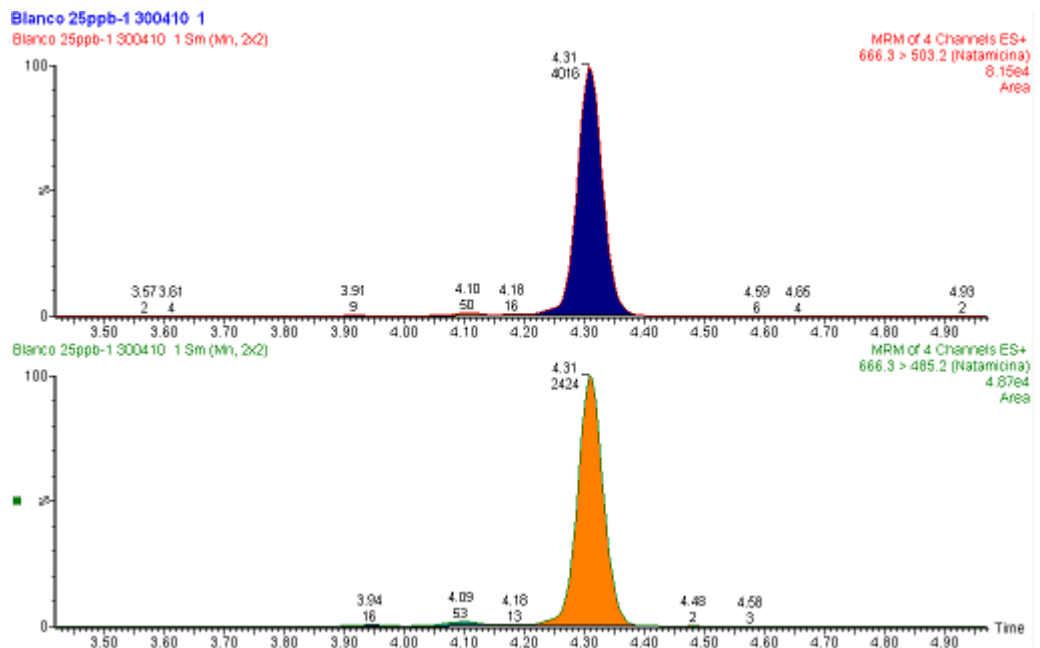 Blanco 25ppb-1 300410 1
Blanco 25ppb-1 300410 1 Sm (Mn, 2x2)
MRM of 4 Channels ES+
666.3 > 503.2 (Natamicina)
8.15e4
Area
100
%
0
4.31
4016
3.57
2
3.61
4
3.91
9
4.10
50
4.18
16
4.59
6
4.65
4
4.93
2
3.50 3.60 3.70 3.80 3.90 4.00 4.10 4.20 4.30 4.40 4.50 4.60 4.70 4.80 4.90
Blanco 25ppb-1 300410 1 Sm (Mn, 2x2)
MRM of 4 Channels ES+
666.3 > 485.2 (Natamicina)
4.87e4
Area
100
%
0
4.31
2424
3.94
16
4.09
53
4.18
13
4.48
2
4.58
3
Time
3.50 3.60 3.70 3.80 3.90 4.00 4.10 4.20 4.30 4.40 4.50 4.60 4.70 4.80 4.90